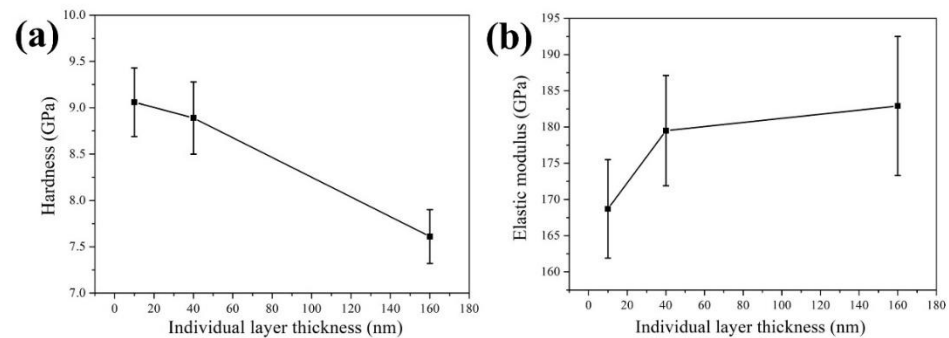 (a)
10.0
9.5
9.0
8.5
8.0
7.5
7.0
Hardness (GPa)
0 20 40 60 80 100 120 140 160 180
Individual layer thickness (nm)
(b)
195
190
185
180
175
170
165
160
Elastic modulus (GPa)
0 20 40 60 80 100 120 140 160 180
Individual layer thickness (nm)